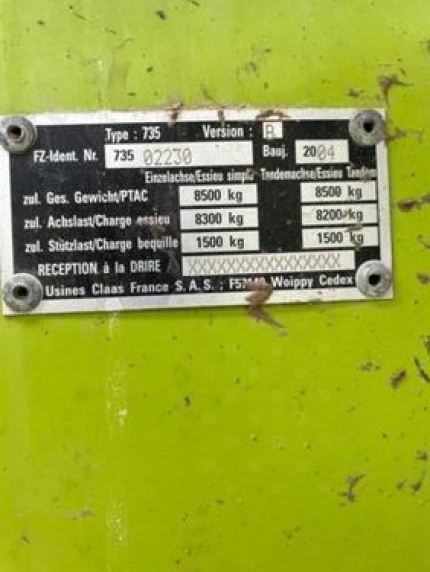 Type : 735 Version : B
FZ-Ident. Nr. 735 02230 Bauj. 2004
Einzelachse/Essieu simple Tandemachse/Essieu Tandem
zul. Ges. Gewicht/PTAC 8500 kg 8500 kg
zul. Achslast/Charge essieu 8300 kg 8200 kg
zul. Stützlast/Charge bequille 1500 kg 1500 kg
RECEPTION à la DRIRE XXXXXXXXXXXXXXX
Usines Claas France S.A.S. ; Woippy Cedex